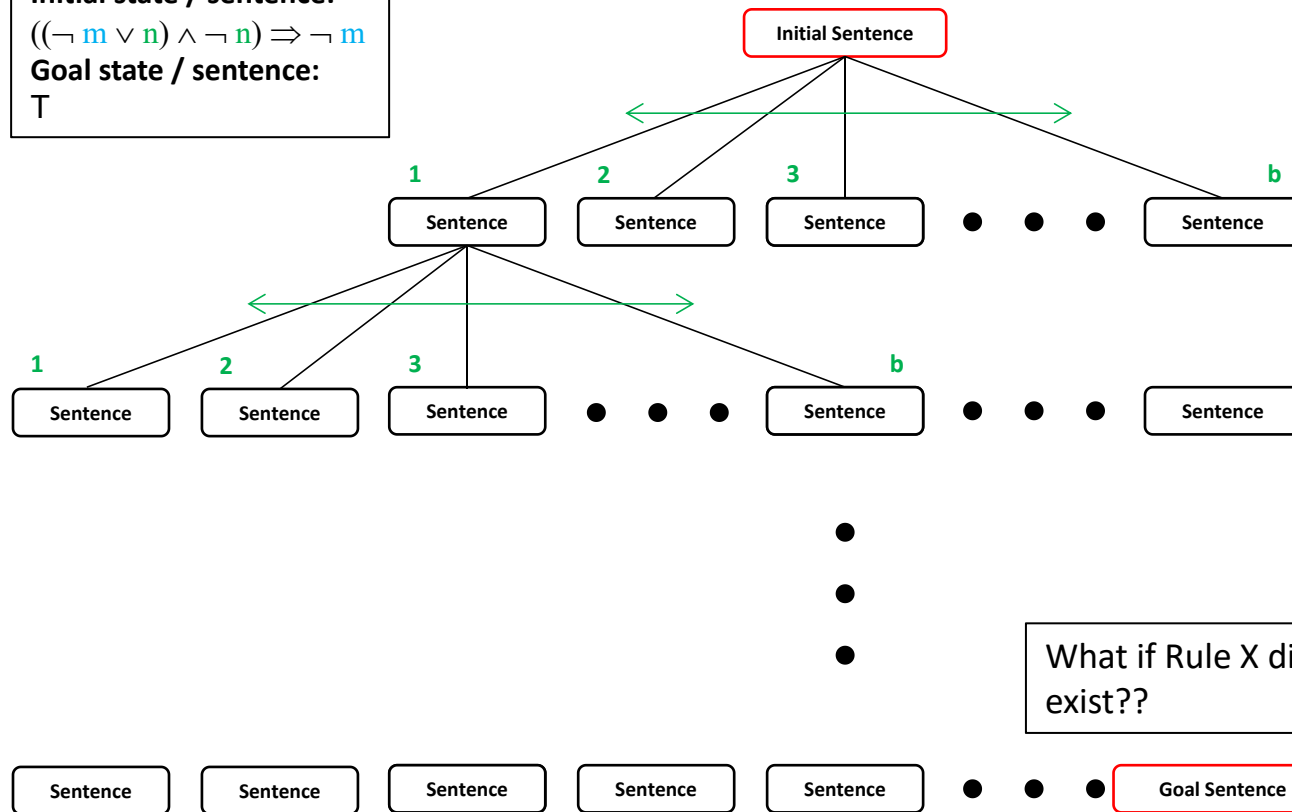 ((¬ m ∨ n) ∧ ¬ n) ⇒ ¬ m
Goal state / sentence:
T
Initial Sentence
1 2 3 b
Sentence Sentence Sentence Sentence
1 2 3 b
Sentence Sentence Sentence Sentence Sentence
What if Rule X
exist??
Sentence Sentence Sentence Sentence Sentence Goal Sentence